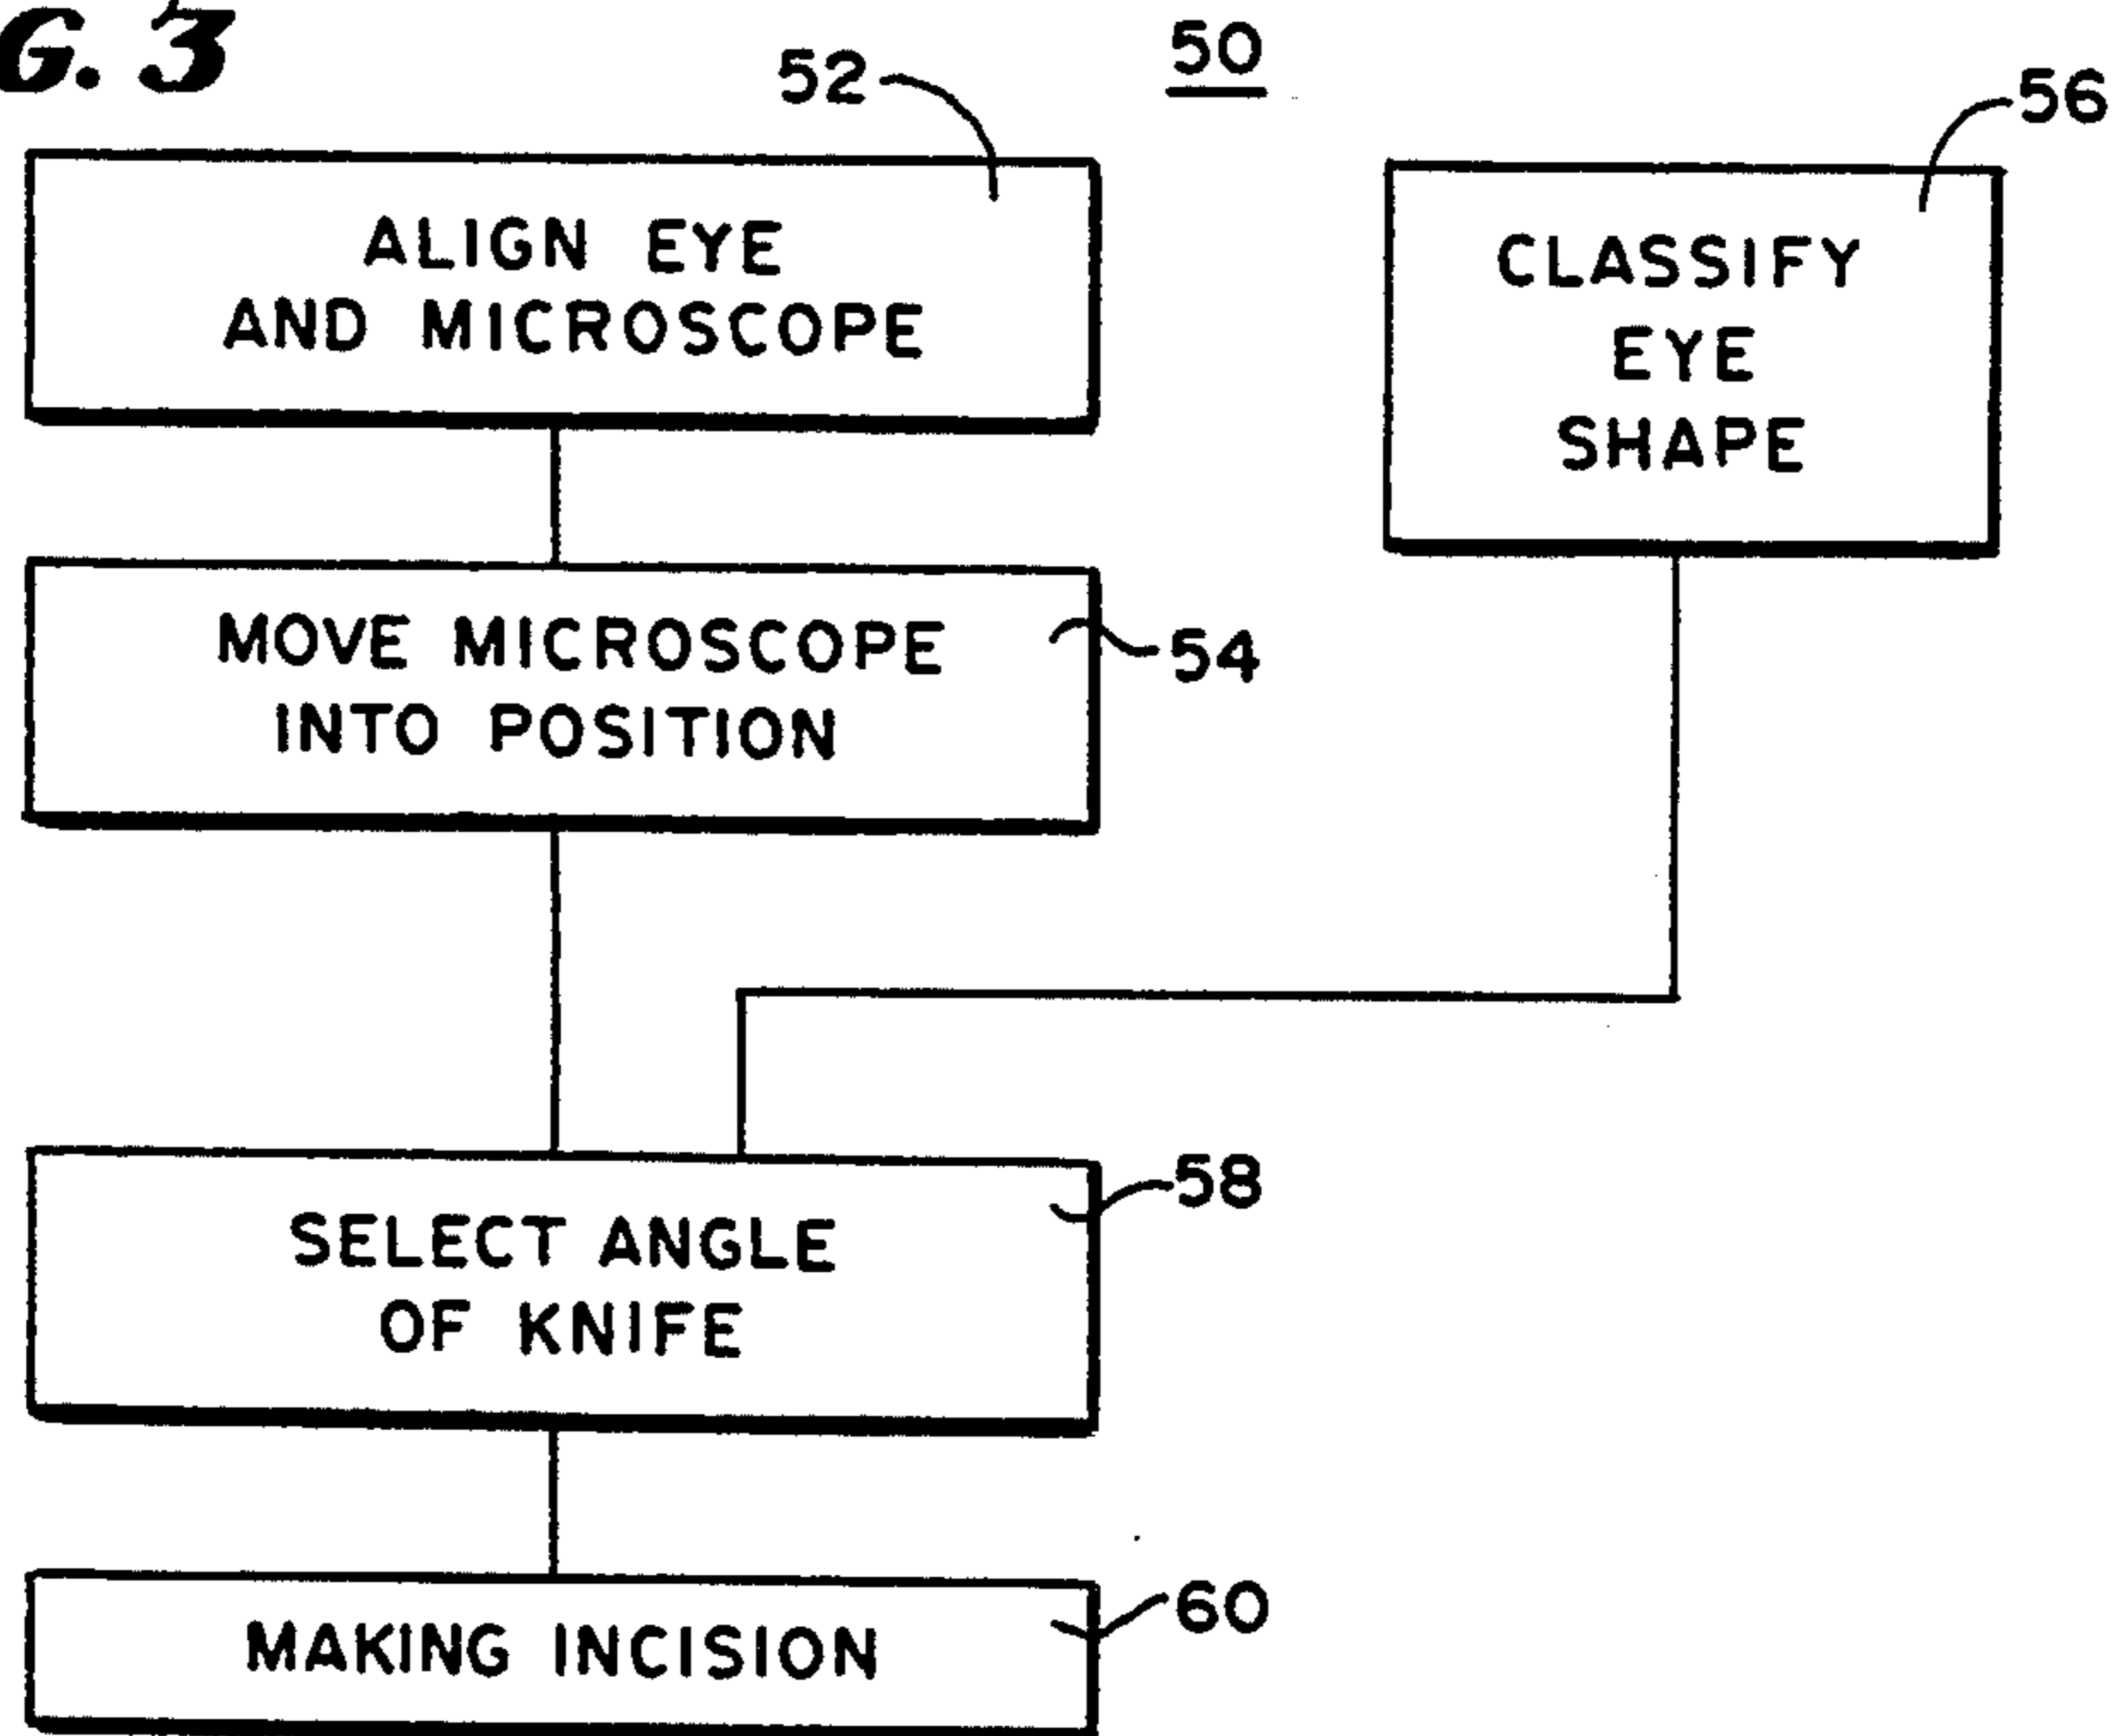 G. 3
50
52
ALIGN EYE
AND MICROSCOPE
56
CLASSIFY
EYE
SHAPE
MOVE MICROSCOPE
INTO POSITION
54
SELECT ANGLE
OF KNIFE
58
MAKING INCISION
60